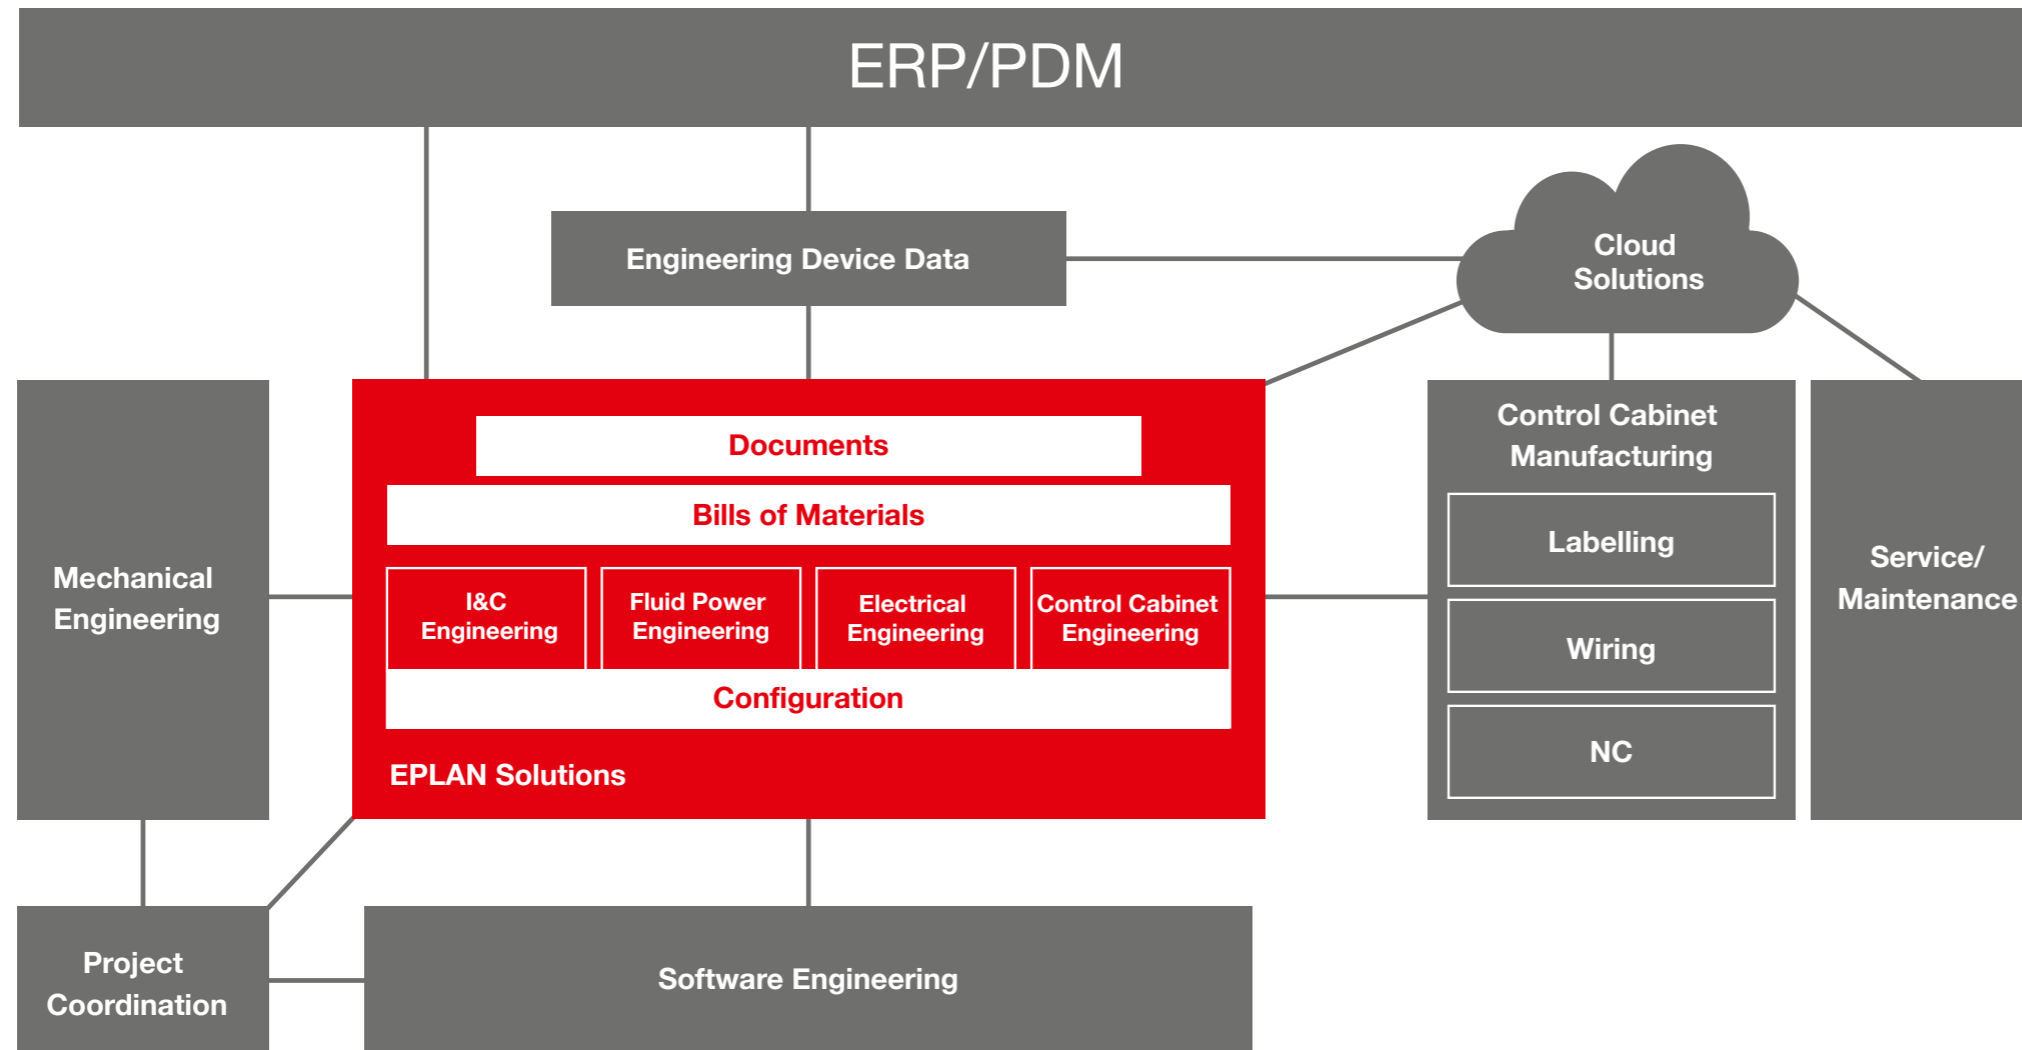 ERP/PDM
Engineering Device Data
Cloud
Solutions
Mechanical
Engineering
Documents
Bills of Materials
I&C
Engineering
Fluid Power
Engineering
Electrical
Engineering
Control Cabinet
Engineering
Configuration
EPLAN Solutions
Control Cabinet
Manufacturing
Labelling
Wiring
NC
Service/
Maintenance
Project
Coordination
Software Engineering